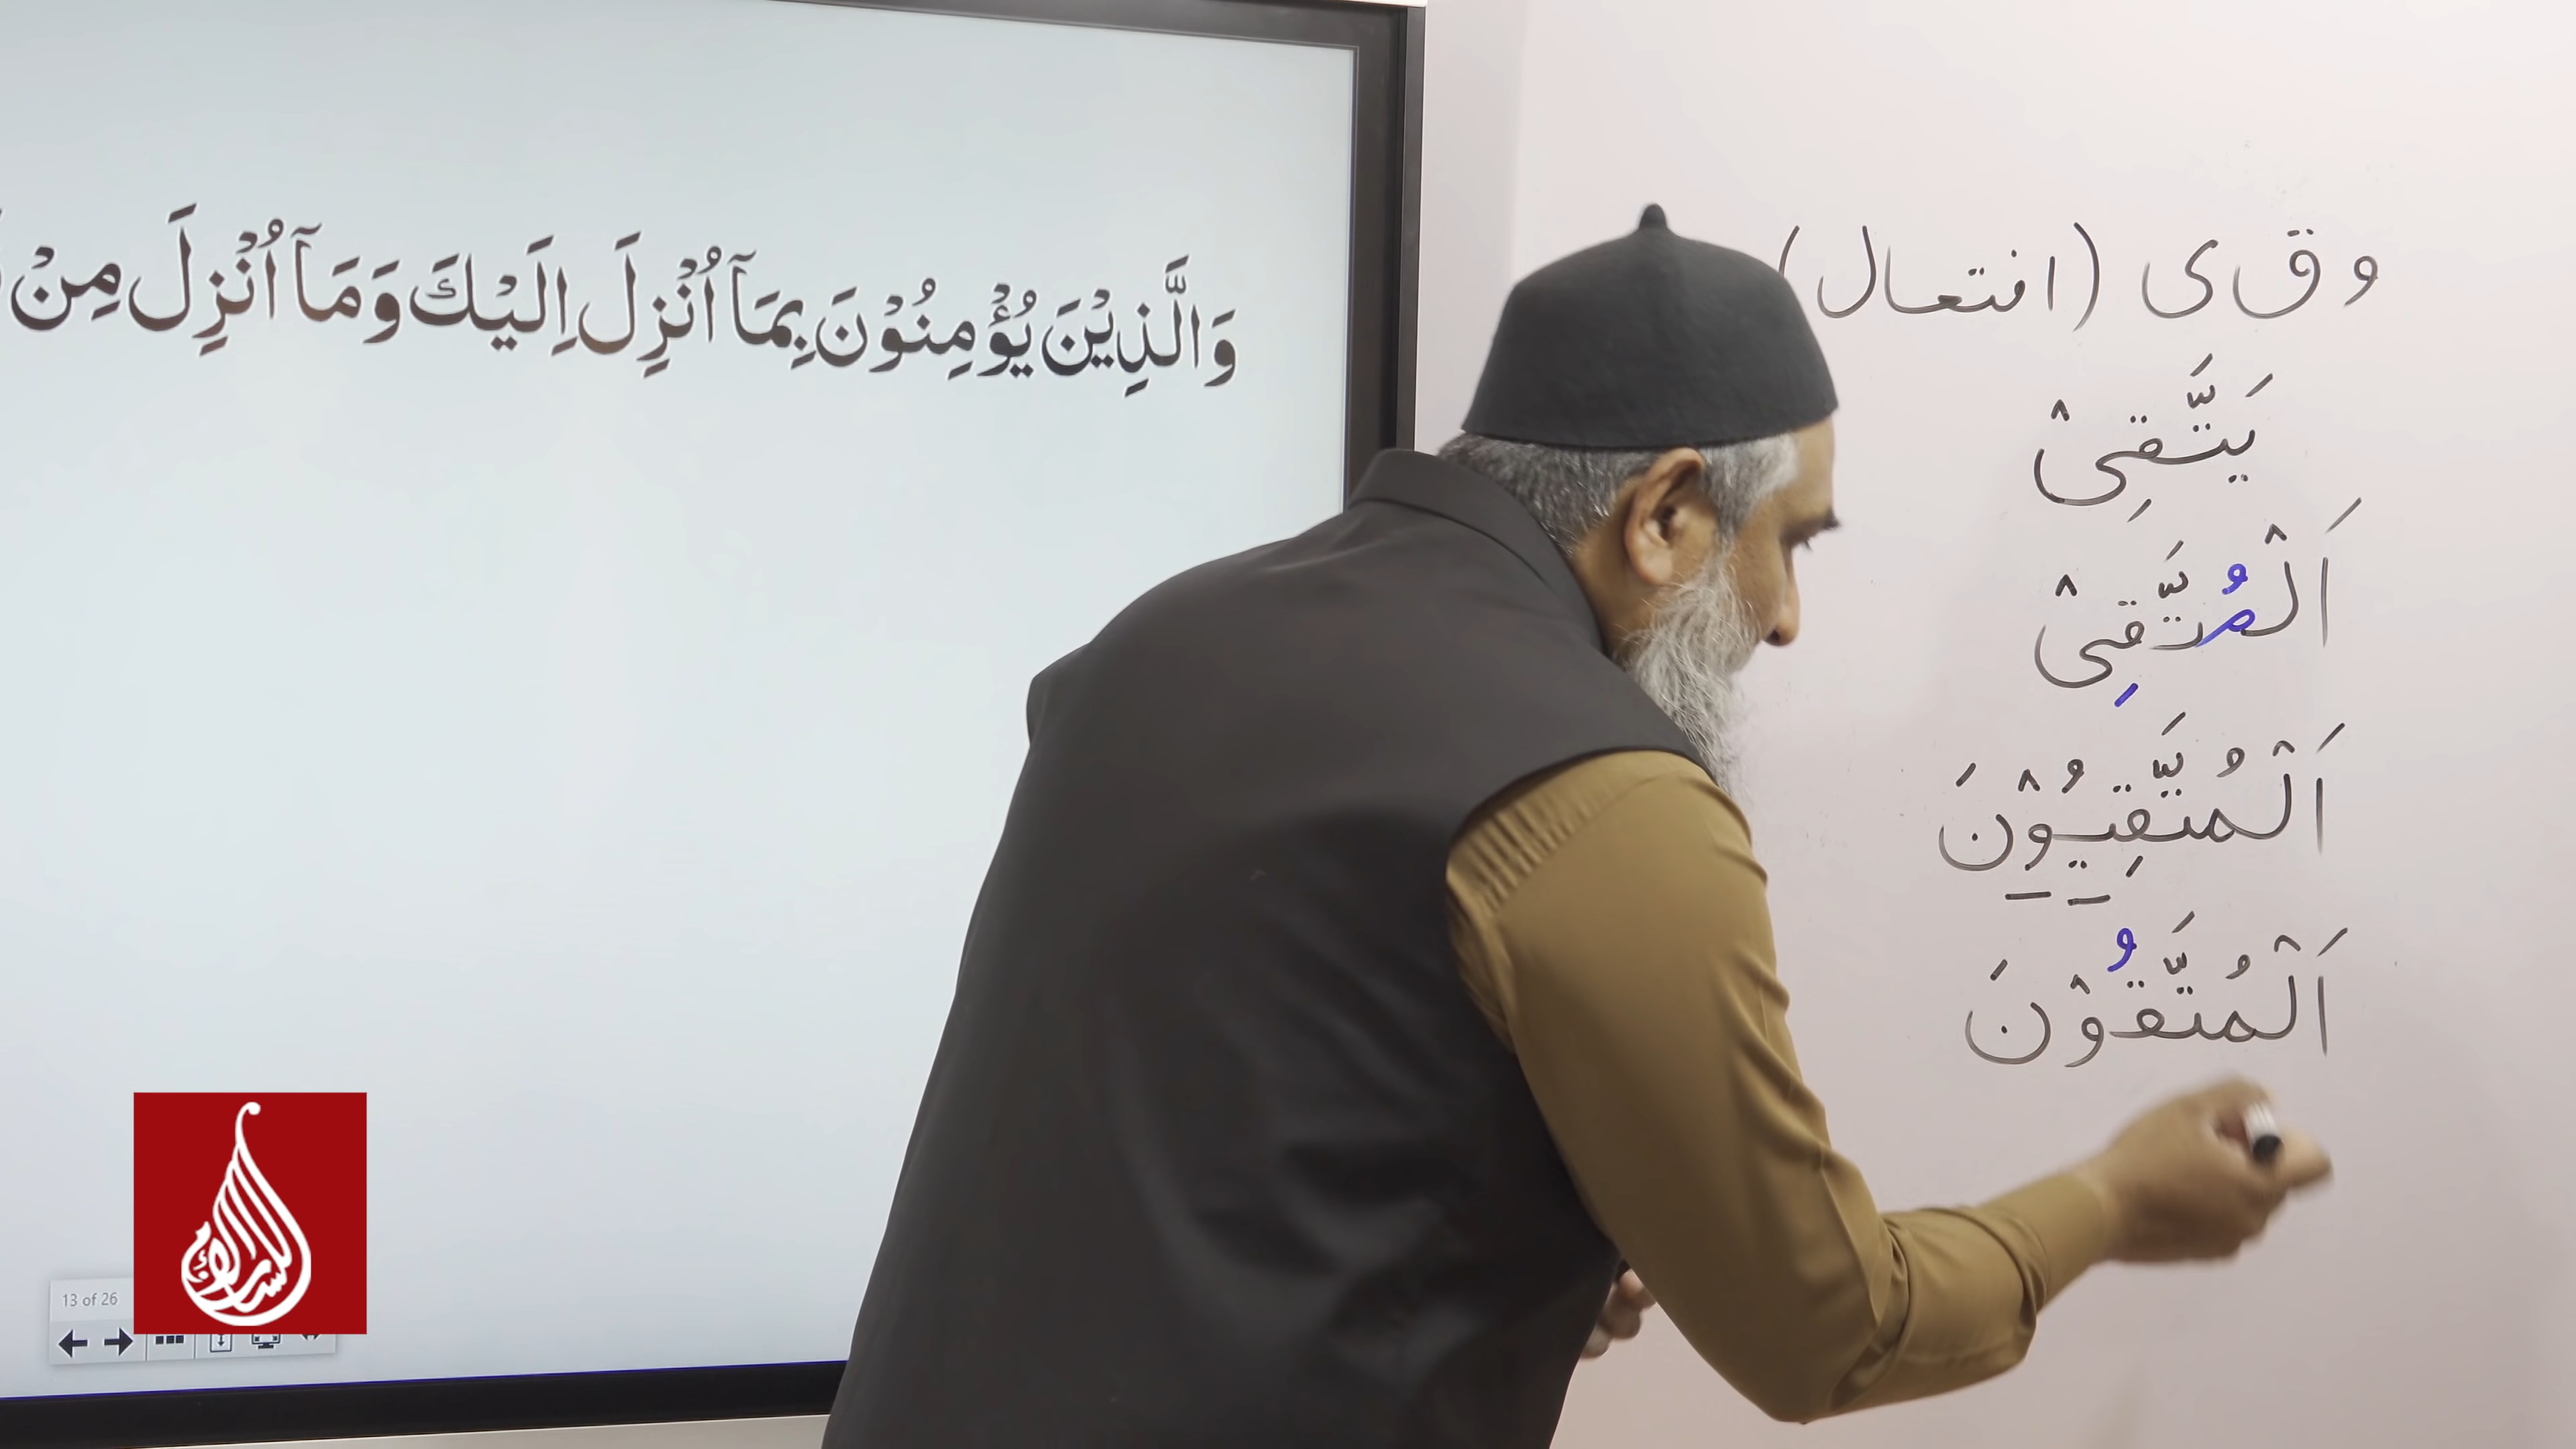 وَالَّذِيْنَ يُؤْمِنُوْنَ بِمَآ اُنْزِلَ اِلَيْكَ وَمَآ اُنْزِلَ مِنْ
و ق ى (افتعال)
يَتَّقِىْ
اَلْمُتَّقِىْ
اَلْمُتَّقِيُوْنَ
اَلْمُتَّقُوْنَ
13 of 26